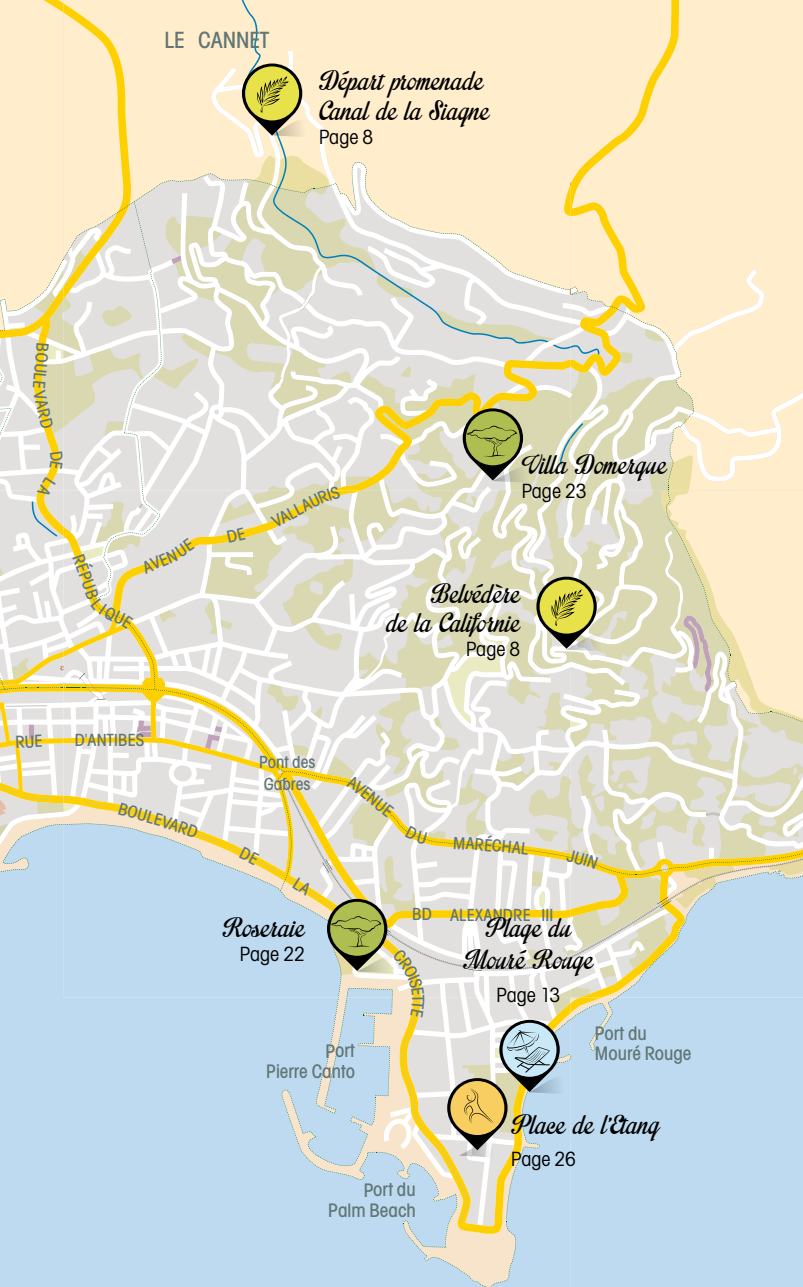 LE CANNET
Départ promenade
Canal de la Siagne
Page 8
BOULEVARD DE LA RÉPUBLIQUE
AVENUE DE VALLAURIS
Villa Domergue
Page 23
Belvédère
de la Californie
Page 8
RUE D'ANTIBES
Pont des
Gabres
AVENUE DU MARÉCHAL JUIN
BOULEVARD DE LA CROISETTE
BD ALEXANDRE III
Roseraie
Page 22
Plage du
Mouré Rouge
Page 13
Port du
Mouré Rouge
Port
Pierre Canto
Place de l'Etang
Page 26
Port du
Palm Beach